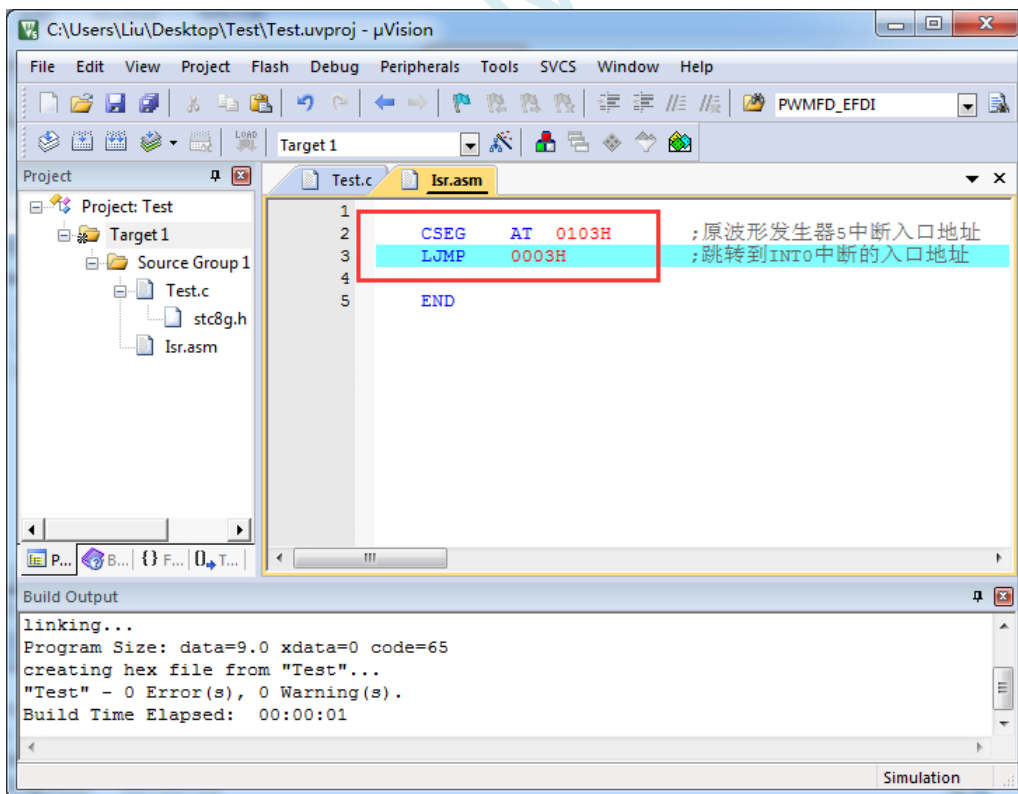 C:\Users\Liu\Desktop\Test\Test.uvproj - µVision
File Edit View Project Flash Debug Peripherals Tools SVCS Window Help
LOAD PWMFD_EFDI
Target 1
Project
Test.c Isr.asm
Project: Test
Target 1
Source Group 1
Test.c
stc8g.h
Isr.asm
1
2 CSEG AT 0103H ;原波形发生器5中断入口地址
3 LJMP 0003H ;跳转到INT0中断的入口地址
4
5 END
P... B... {} F... 0 T...
Build Output
linking...
Program Size: data=9.0 xdata=0 code=65
creating hex file from "Test"...
"Test" - 0 Error(s), 0 Warning(s).
Build Time Elapsed: 00:00:01
Simulation